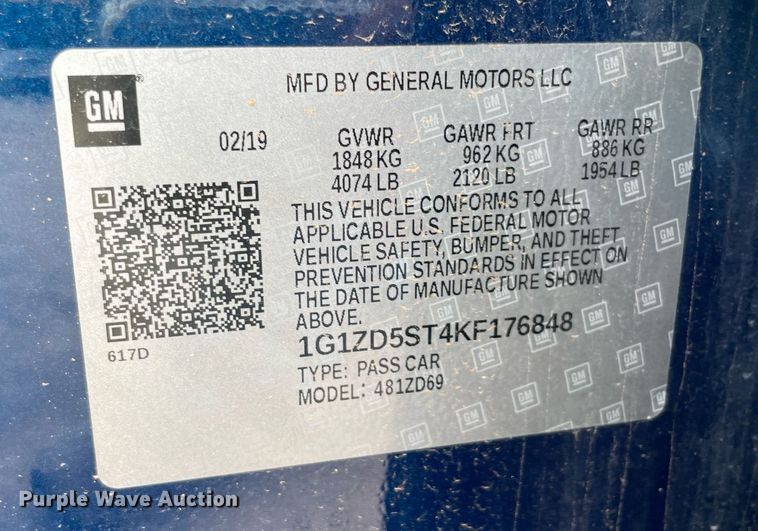 GM
MFD BY GENERAL MOTORS LLC
02/19 GVWR GAWR FRT GAWR RR
1848 KG 962 KG 886 KG
4074 LB 2120 LB 1954 LB
THIS VEHICLE CONFORMS TO ALL
APPLICABLE U.S. FEDERAL MOTOR
VEHICLE SAFETY, BUMPER, AND THEFT
PREVENTION STANDARDS IN EFFECT ON
THE DATE OF MANUFACTURE SHOWN
ABOVE.
617D
1G1ZD5ST4KF176848
TYPE: PASS CAR
MODEL: 481ZD69
Purple Wave Auction